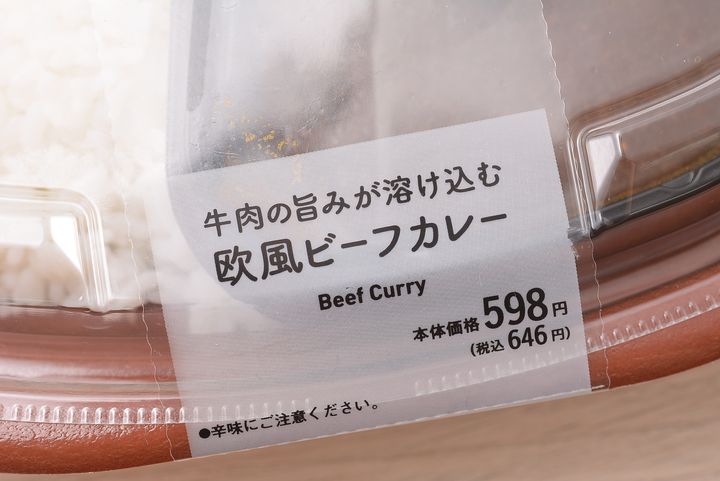 牛肉の旨みが溶け込む
欧風ビーフカレー
Beef Curry
本体価格598円
(税込646円)
●辛味にご注意ください。